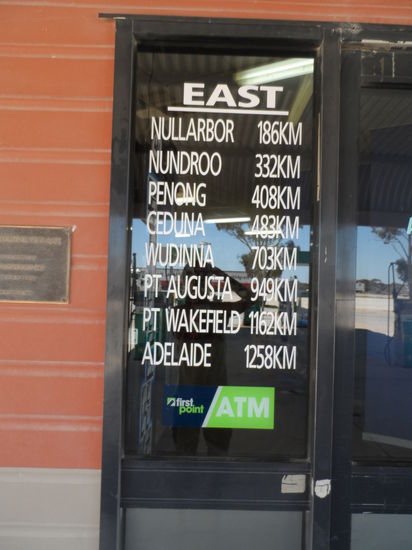 EAST
NULLARBOR 186KM
NUNDROO 332KM
PENONG 408KM
CEDUNA 483KM
WUDINNA 703KM
PT AUGUSTA 949KM
PT WAKEFIELD 1162KM
ADELAIDE 1258KM
first point ATM